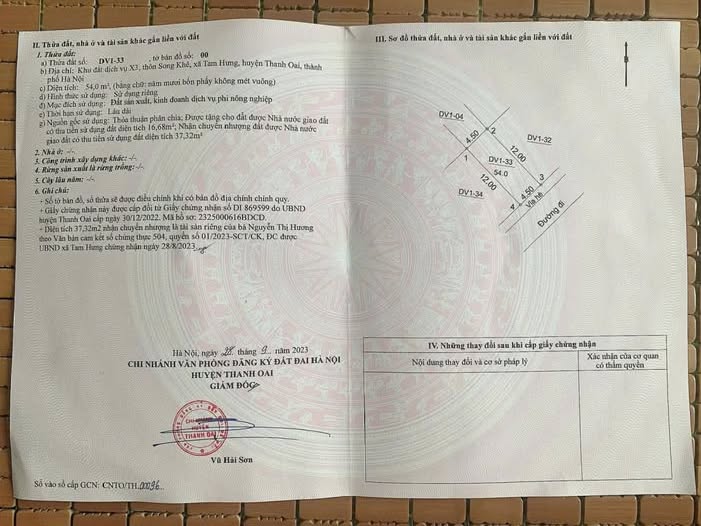 II. Thửa đất, nhà ở và tài sản khác gắn liền với đất
1. Thửa đất:
a) Thửa đất số: DV1-33 , tờ bản đồ số: 00
b) Địa chỉ: Khu đất dịch vụ X3, thôn Song Khê, xã Tam Hưng, huyện Thanh Oai, thành
phố Hà Nội
c) Diện tích: 54,0 m², (bằng chữ: năm mươi bốn phẩy không mét vuông)
d) Hình thức sử dụng: Sử dụng riêng
đ) Mục đích sử dụng: Đất sản xuất, kinh doanh dịch vụ phi nông nghiệp
e) Thời hạn sử dụng: Lâu dài
g) Nguồn gốc sử dụng: Thỏa thuận phân chia; Được tặng cho đất được Nhà nước giao đất
có thu tiền sử dụng đất diện tích 16,68m²; Nhận chuyển nhượng đất được Nhà nước
giao đất có thu tiền sử dụng đất diện tích 37,32m²
2. Nhà ở: -/-
3. Công trình xây dựng khác: -/-
4. Rừng sản xuất là rừng trồng: -/-
5. Cây lâu năm: -/-
6. Ghi chú:
+ Số tờ bản đồ, số thửa sẽ được điều chỉnh khi có bản đồ địa chính chính quy.
+ Giấy chứng nhận này được cấp đổi từ Giấy chứng nhận số DI 869599 do UBND
huyện Thanh Oai cấp ngày 30/12/2022. Mã hồ sơ: 2325000616BDCD.
+ Diện tích 37,32m2 nhận chuyển nhượng là tài sản riêng của bà Nguyễn Thị Hương
theo Văn bản cam kết số chứng thực 504, quyển số 01/2023-SCT/CK, ĐC được
UBND xã Tam Hưng chứng nhận ngày 28/8/2023
Hà Nội, ngày 28 tháng 9 năm 2023
CHI NHÁNH VĂN PHÒNG ĐĂNG KÝ ĐẤT ĐAI HÀ NỘI
HUYỆN THANH OAI
GIÁM ĐỐC
CHI NHÁNH
HUYỆN
THANH OAI
Vũ Hải Sơn
Số vào sổ cấp GCN: CNTO/TH.00096
III. Sơ đồ thửa đất, nhà ở và tài sản khác gắn liền với đất
DV1-04
4.50
2
DV1-32
1
12.00
DV1-33
54.0
3
12.00
DV1-34
4.50
4
Vỉa hè
Đường đi
IV. Những thay đổi sau khi cấp giấy chứng nhận
Nội dung thay đổi và cơ sở pháp lý
Xác nhận của cơ quan
có thẩm quyền